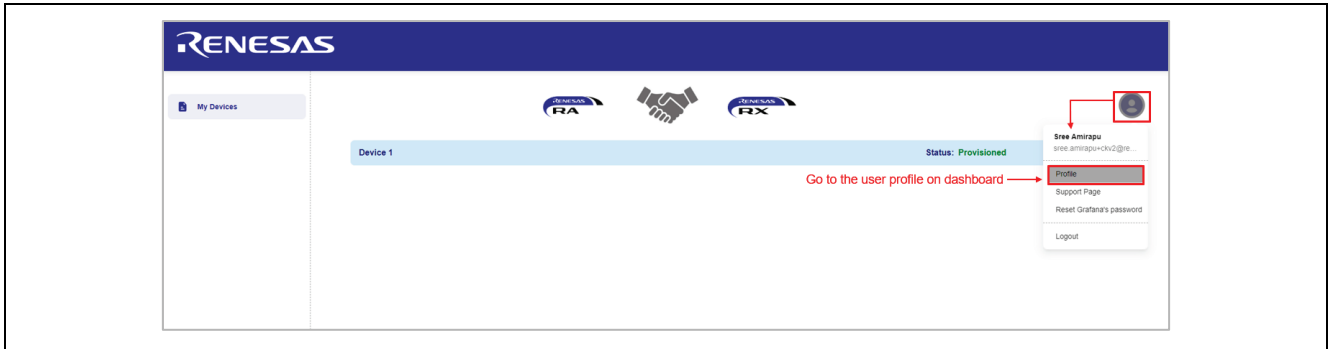 RENESAS
My Devices
RENESAS
RA
RENESAS
RX
Sree Amirapu
sree.amirapu+ckv2@re...
Device 1
Status: Provisioned
Go to the user profile on dashboard
Profile
Support Page
Reset Grafana's password
Logout